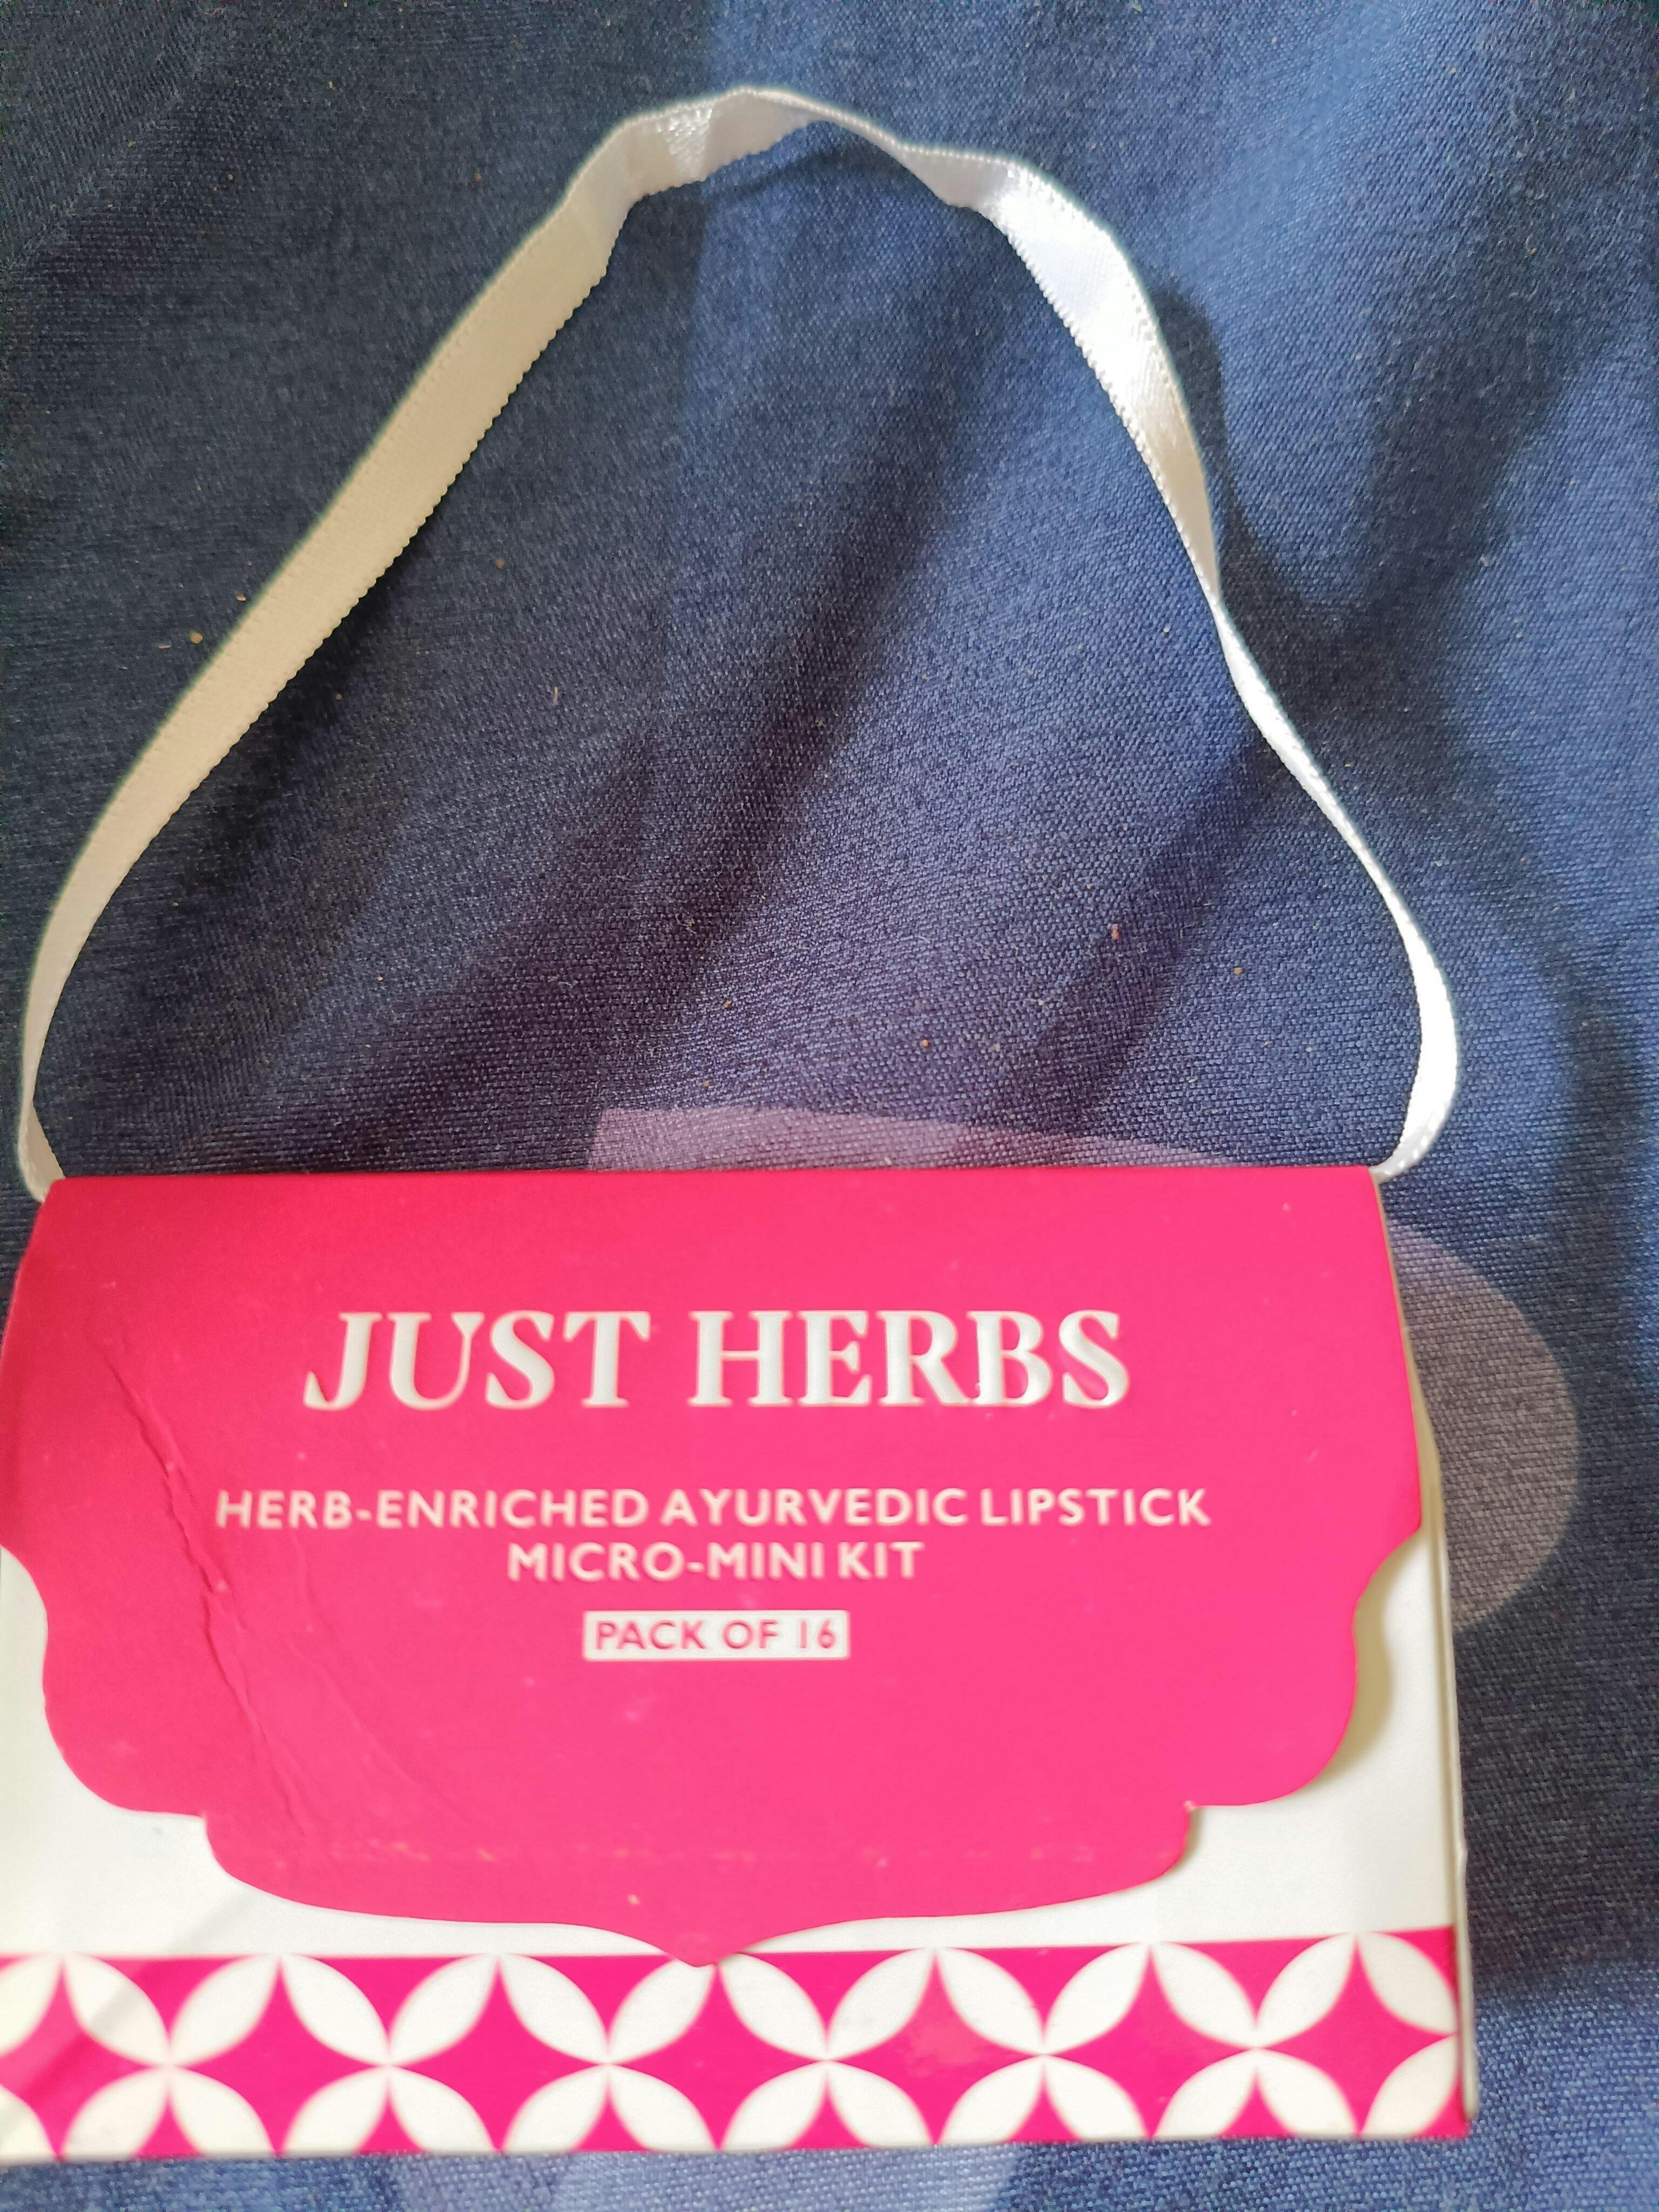 JUST HERBS
HERB-ENRICHED AYURVEDIC LIPSTICK
MICRO-MINI KIT
PACK OF 16